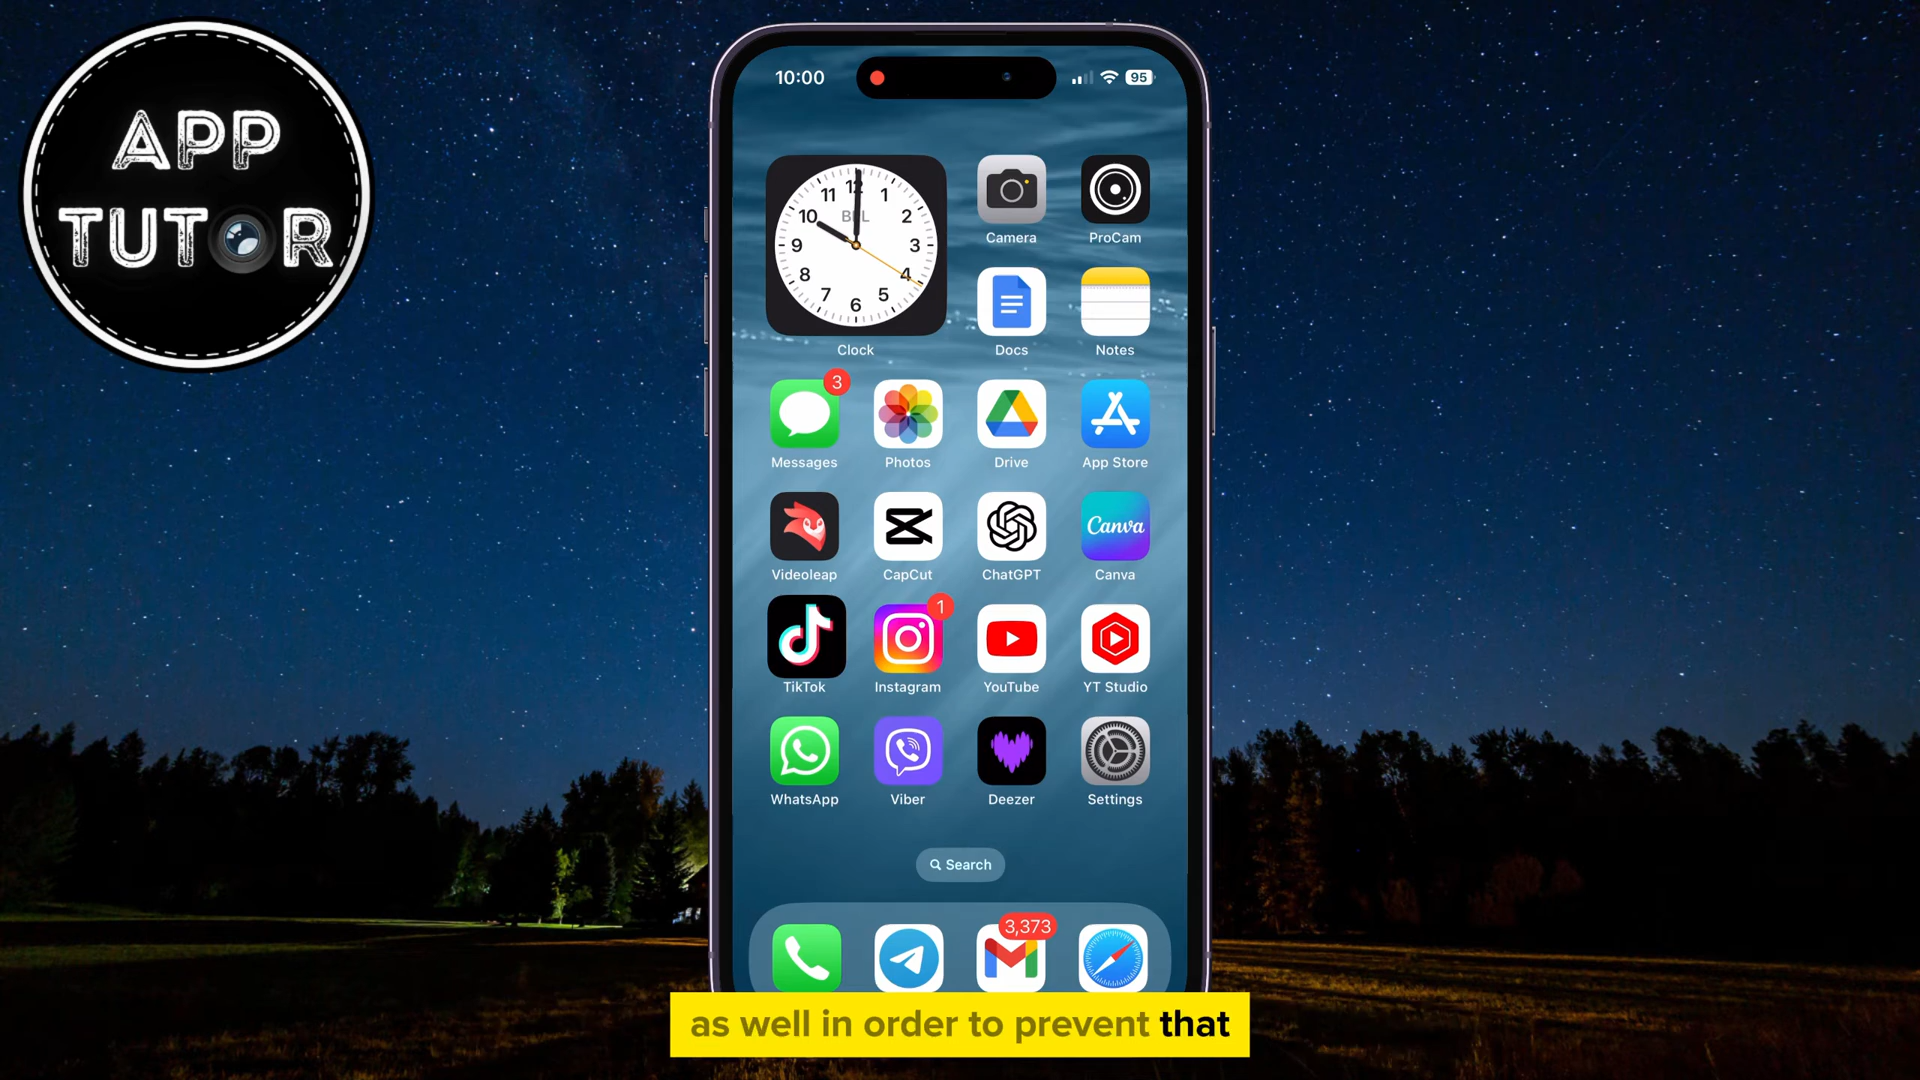 APP
TUTOR
10:00
95
12
11
1
10
BEL
2
9
3
8
4
7
5
6
Clock
Camera
ProCam
Docs
Notes
3
Messages
Photos
Drive
App Store
Videoleap
CapCut
ChatGPT
Canva
Canva
1
TikTok
Instagram
YouTube
YT Studio
WhatsApp
Viber
Deezer
Settings
Search
3,373
as well in order to prevent that